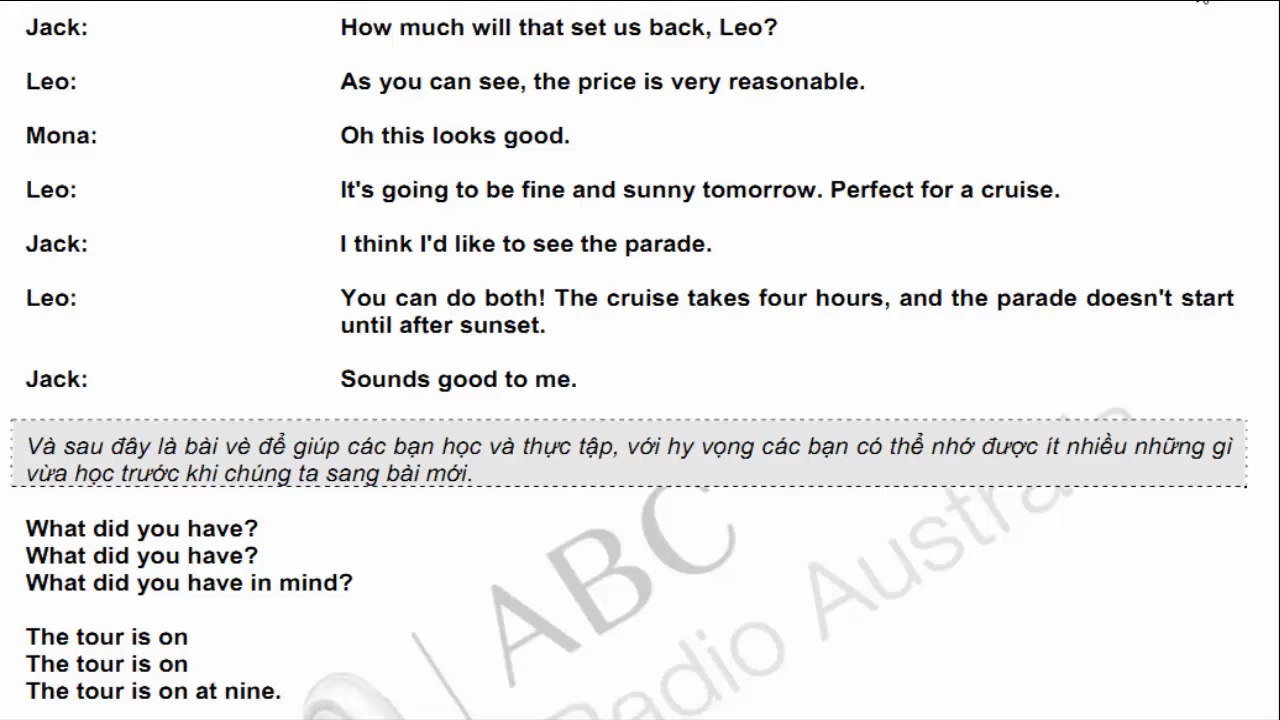 Jack: How much will that set us back, Leo?
Leo: As you can see, the price is very reasonable.
Mona: Oh this looks good.
Leo: It's going to be fine and sunny tomorrow. Perfect for a cruise.
Jack: I think I'd like to see the parade.
Leo: You can do both! The cruise takes four hours, and the parade doesn't start
until after sunset.
Jack: Sounds good to me.
Và sau đây là bài vè để giúp các bạn học và thực tập, với hy vọng các bạn có thể nhớ được ít nhiều những gì
vừa học trước khi chúng ta sang bài mới.
What did you have?
What did you have?
What did you have in mind?
The tour is on
The tour is on
The tour is on at nine.
ABC
Radio Australia